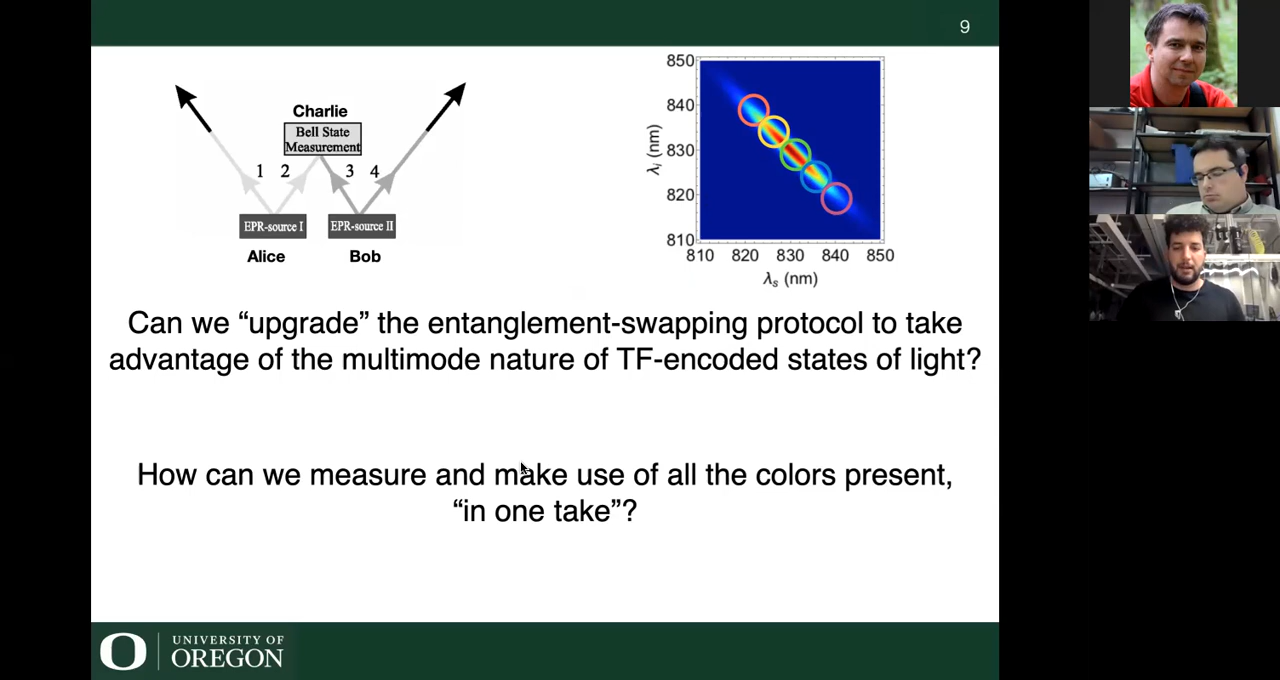 9
Charlie
Bell State
Measurement
1 2 3 4
EPR-source I EPR-source II
Alice Bob
850
840
830
820
810
λi (nm)
810 820 830 840 850
λs (nm)
Can we “upgrade” the entanglement-swapping protocol to take
advantage of the multimode nature of TF-encoded states of light?
How can we measure and make use of all the colors present,
“in one take”?
O UNIVERSITY OF
OREGON